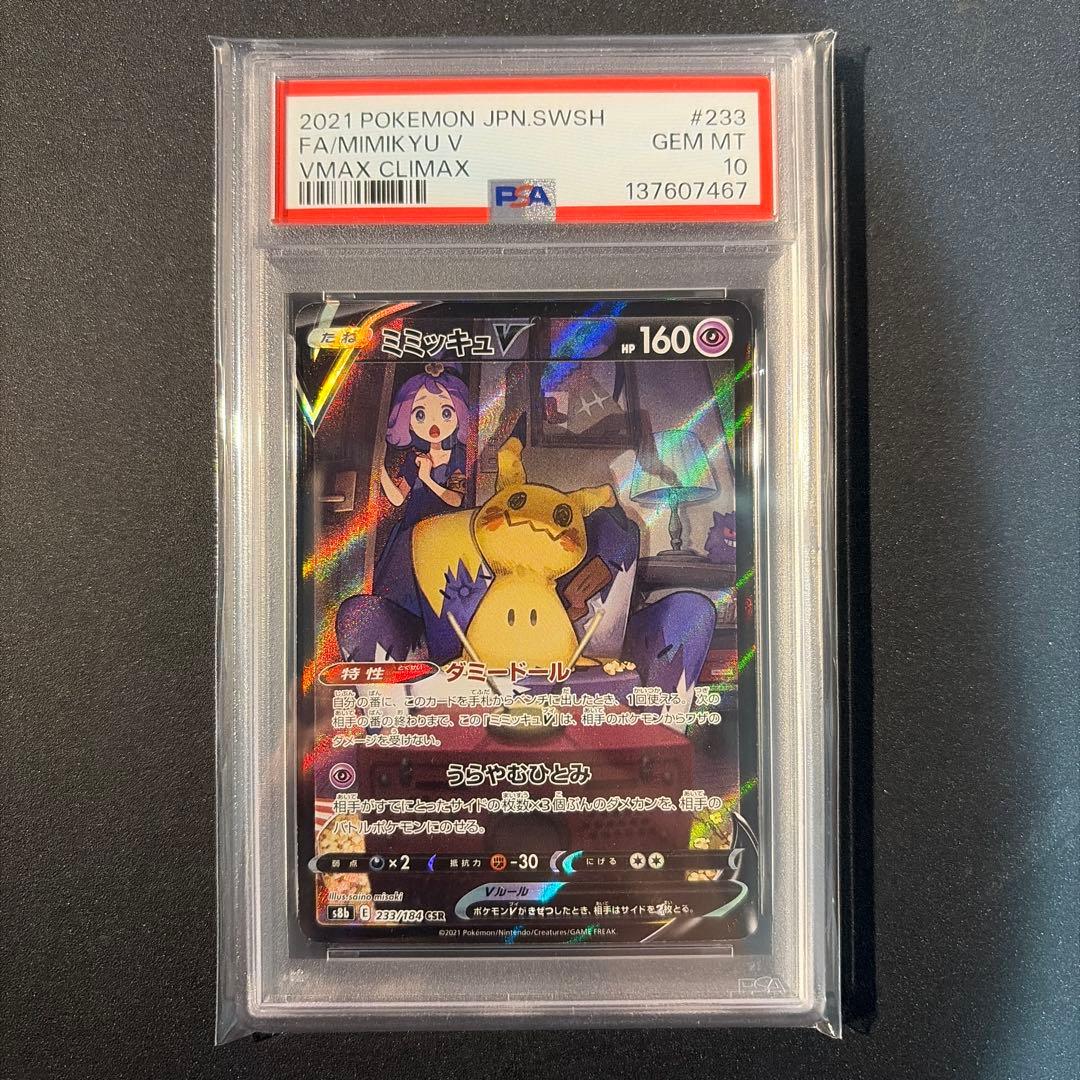 2021 POKEMON JPN.SWSH #233
FA/MIMIKYU V GEM MT
VMAX CLIMAX 10
PSA 137607467
たね ミミッキュV HP 160
特性 とくせい ダミードール
自分の番に、このカードを手札からベンチに出したとき、1回使える。次の
相手の番の終わりまで、この「ミミッキュV」は、相手のポケモンからワザの
ダメージを受けない。
うらやむひとみ
相手がすでにとったサイドの枚数×3個ぶんのダメカンを、相手の
バトルポケモンにのせる。
弱点 ×2 抵抗力 -30 にげる
Illus. saino misaki
Vルール
ポケモンVがきぜつしたとき、相手はサイドを2枚とる。
s8b E 233/184 CSR
©2021 Pokémon/Nintendo/Creatures/GAME FREAK.
PSA